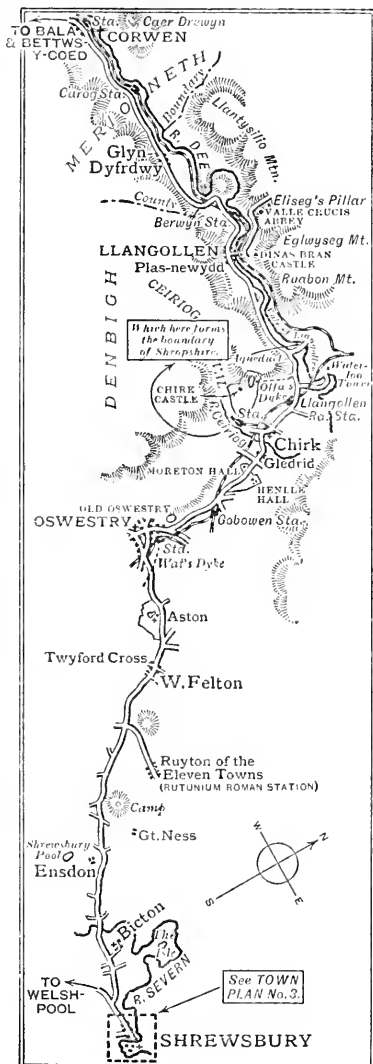 TO BALA
& BETTWS-
Y-COED
Sta.
Caer Drewyn
CORWEN
Carog Sta.
MERIONETH
boundary
R. DEE
Llantysilio Mtn.
Glyn-
Dyfrdwy
County
Berwyn Sta.
Eliseg's Pillar
VALLE CRUCIS
ABBEY
Eglwyseg Mt.
LLANGOLLEN
Plas-newydd
DINAS BRAN
CASTLE
Ruabon Mt.
DENBIGH
CEIRIOG
Which here forms
the boundary
of Shropshire.
Aqueduct
Water-
loo Tower
Offa's
Dyke
CHIRK
CASTLE
Llangollen
Rd. Sta.
Sta.
R. Ceiriog
Chirk
Gledrid
MORETON HALL
HENLLE
HALL
OLD OSWESTRY
OSWESTRY
Gobowen Sta.
Sta.
Wat's Dyke
Aston
Twyford Cross
W. Felton
Ruyton of the
Eleven Towns
(RUTUNIUM ROMAN STATION)
Camp
Gt. Ness
Shrewsbury
Pool
Ensdon
W
N
S
E
Bicton
The
Isle
R. SEVERN
TO
WELSH-
POOL
See TOWN
PLAN No. 3.
SHREWSBURY